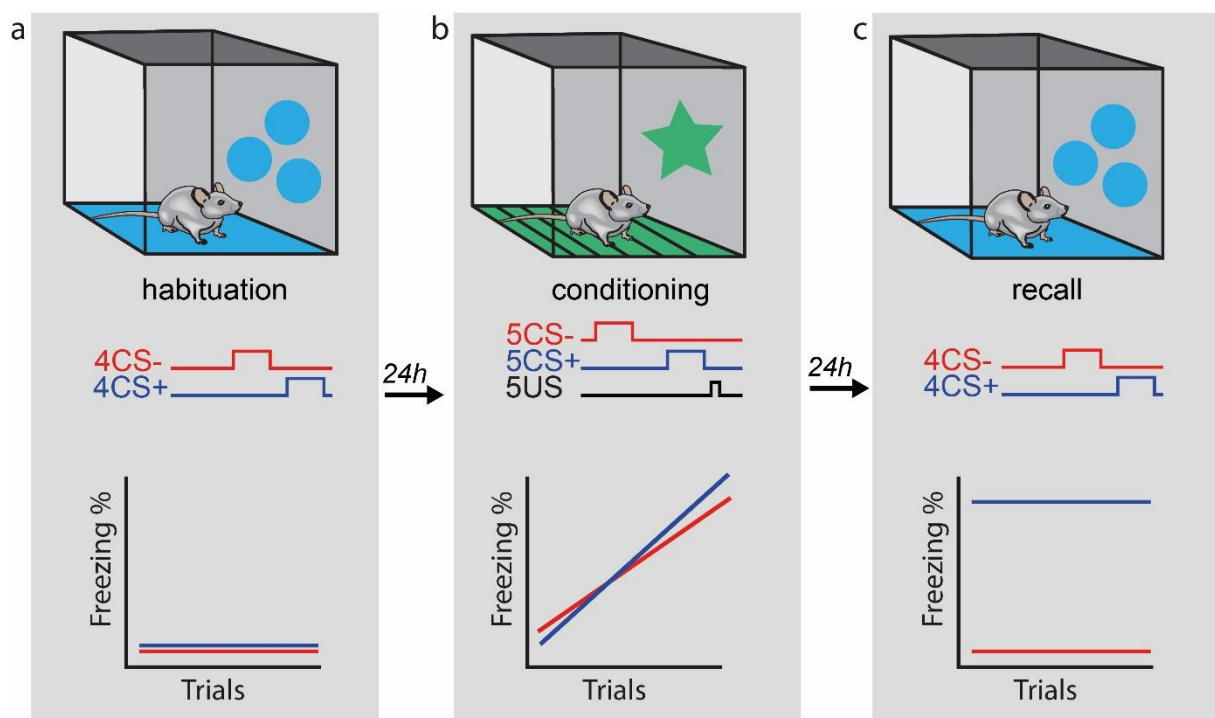 a
habituation
4CS-
4CS+
Freezing %
Trials
24h
b
conditioning
5CS-
5CS+
5US
Freezing %
Trials
24h
c
recall
4CS-
4CS+
Freezing %
Trials